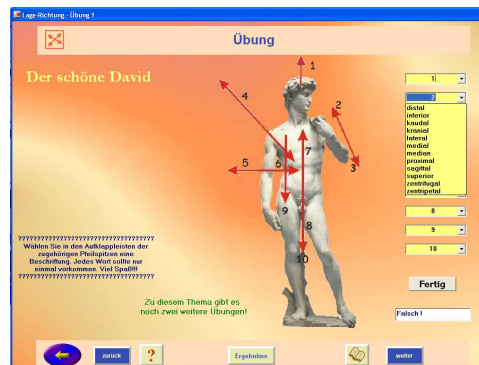 Lage-Richtung - Übung 1
Übung
Der schöne David
1
2
3
4
5
6
7
8
9
10
1
2
distal
inferior
kaudal
kranial
lateral
medial
median
proximal
sagittal
superior
zentrifugal
zentripetal
8
9
10
???????????????????????????????????
Wählen Sie in den Aufklappleisten der
zugehörigen Pfeilspitzen eine
Beschriftung. Jedes Wort sollte nur
einmal vorkommen. Viel Spaß!!!
???????????????????????????????????
Zu diesem Thema gibt es
noch zwei weitere Übungen!
Fertig
Falsch !
zurück
?
Ergebnisse
weiter